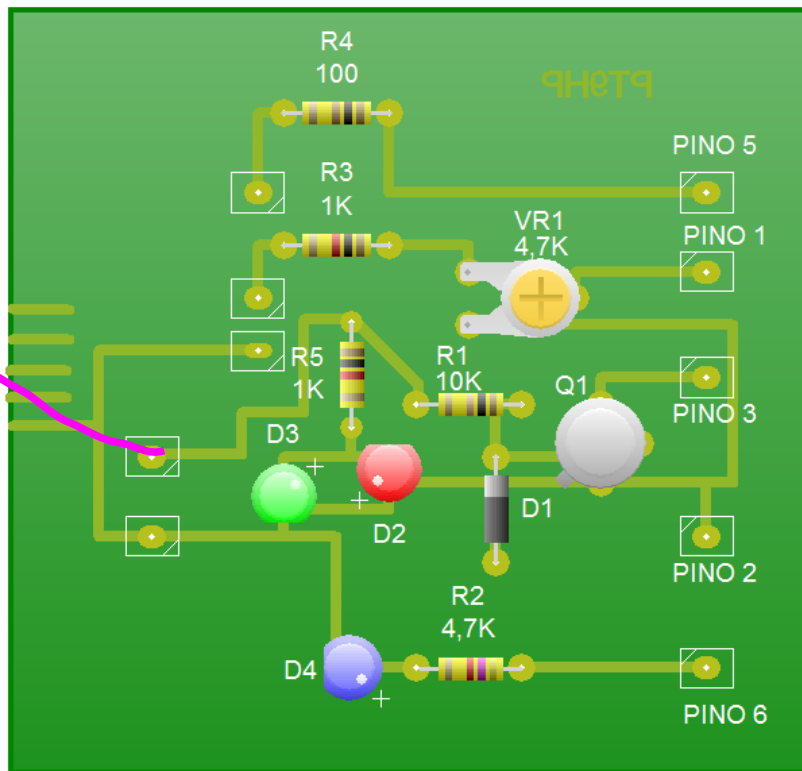 R4
100
R3
1K
PINO 5
PINO 1
VR1
4,7K
R5
1K
R1
10K
Q1
PINO 3
D3
D2
D1
PINO 2
R2
4,7K
D4
PINO 6